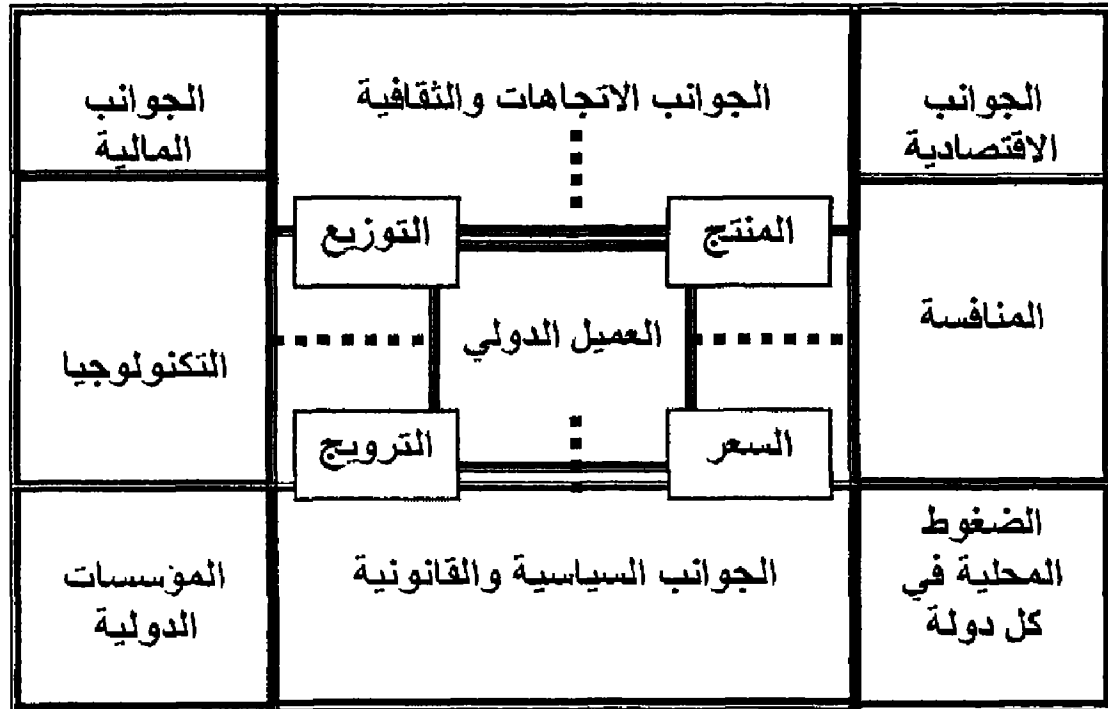 الجوانب
الاقتصادية
الجوانب الاتجاهات والثقافية
الجوانب
المالية
المنتج
التوزيع
المنافسة
العميل الدولي
التكنولوجيا
السعر
الترويج
الضغوط
المحلية في
كل دولة
الجوانب السياسية والقانونية
المؤسسات
الدولية